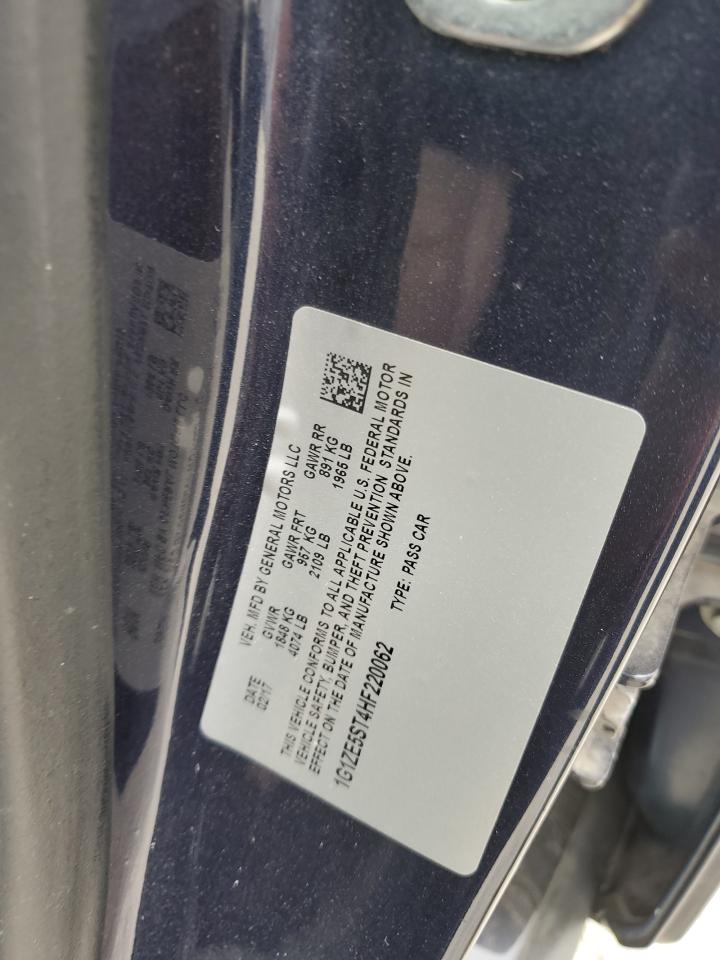 DATE VEH. MFD BY GENERAL MOTORS LLC
02/17 GVWR GAWR FRT GAWR RR
1848 KG 957 KG 891 KG
4074 LB 2109 LB 1965 LB
THIS VEHICLE CONFORMS TO ALL APPLICABLE U.S. FEDERAL MOTOR
VEHICLE SAFETY, BUMPER, AND THEFT PREVENTION STANDARDS IN
EFFECT ON THE DATE OF MANUFACTURE SHOWN ABOVE.
1G1ZE5ST4HF220062 TYPE: PASS CAR